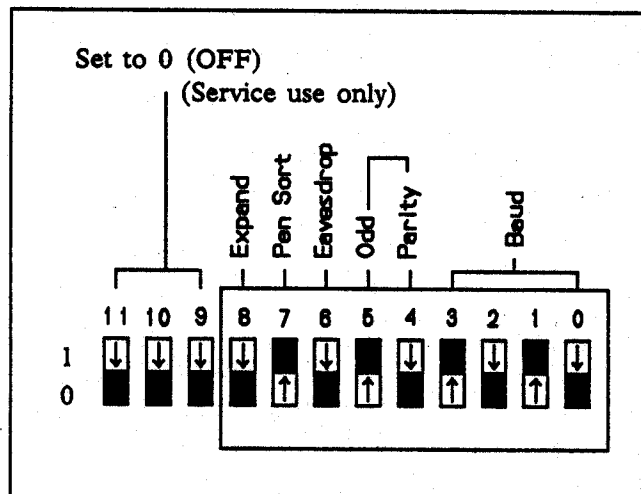 Set to 0 (OFF)
(Service use only)
Expand
Pen Sort
Eavesdrop
Odd
Parity
Baud
11 10 9 8 7 6 5 4 3 2 1 0
1
0